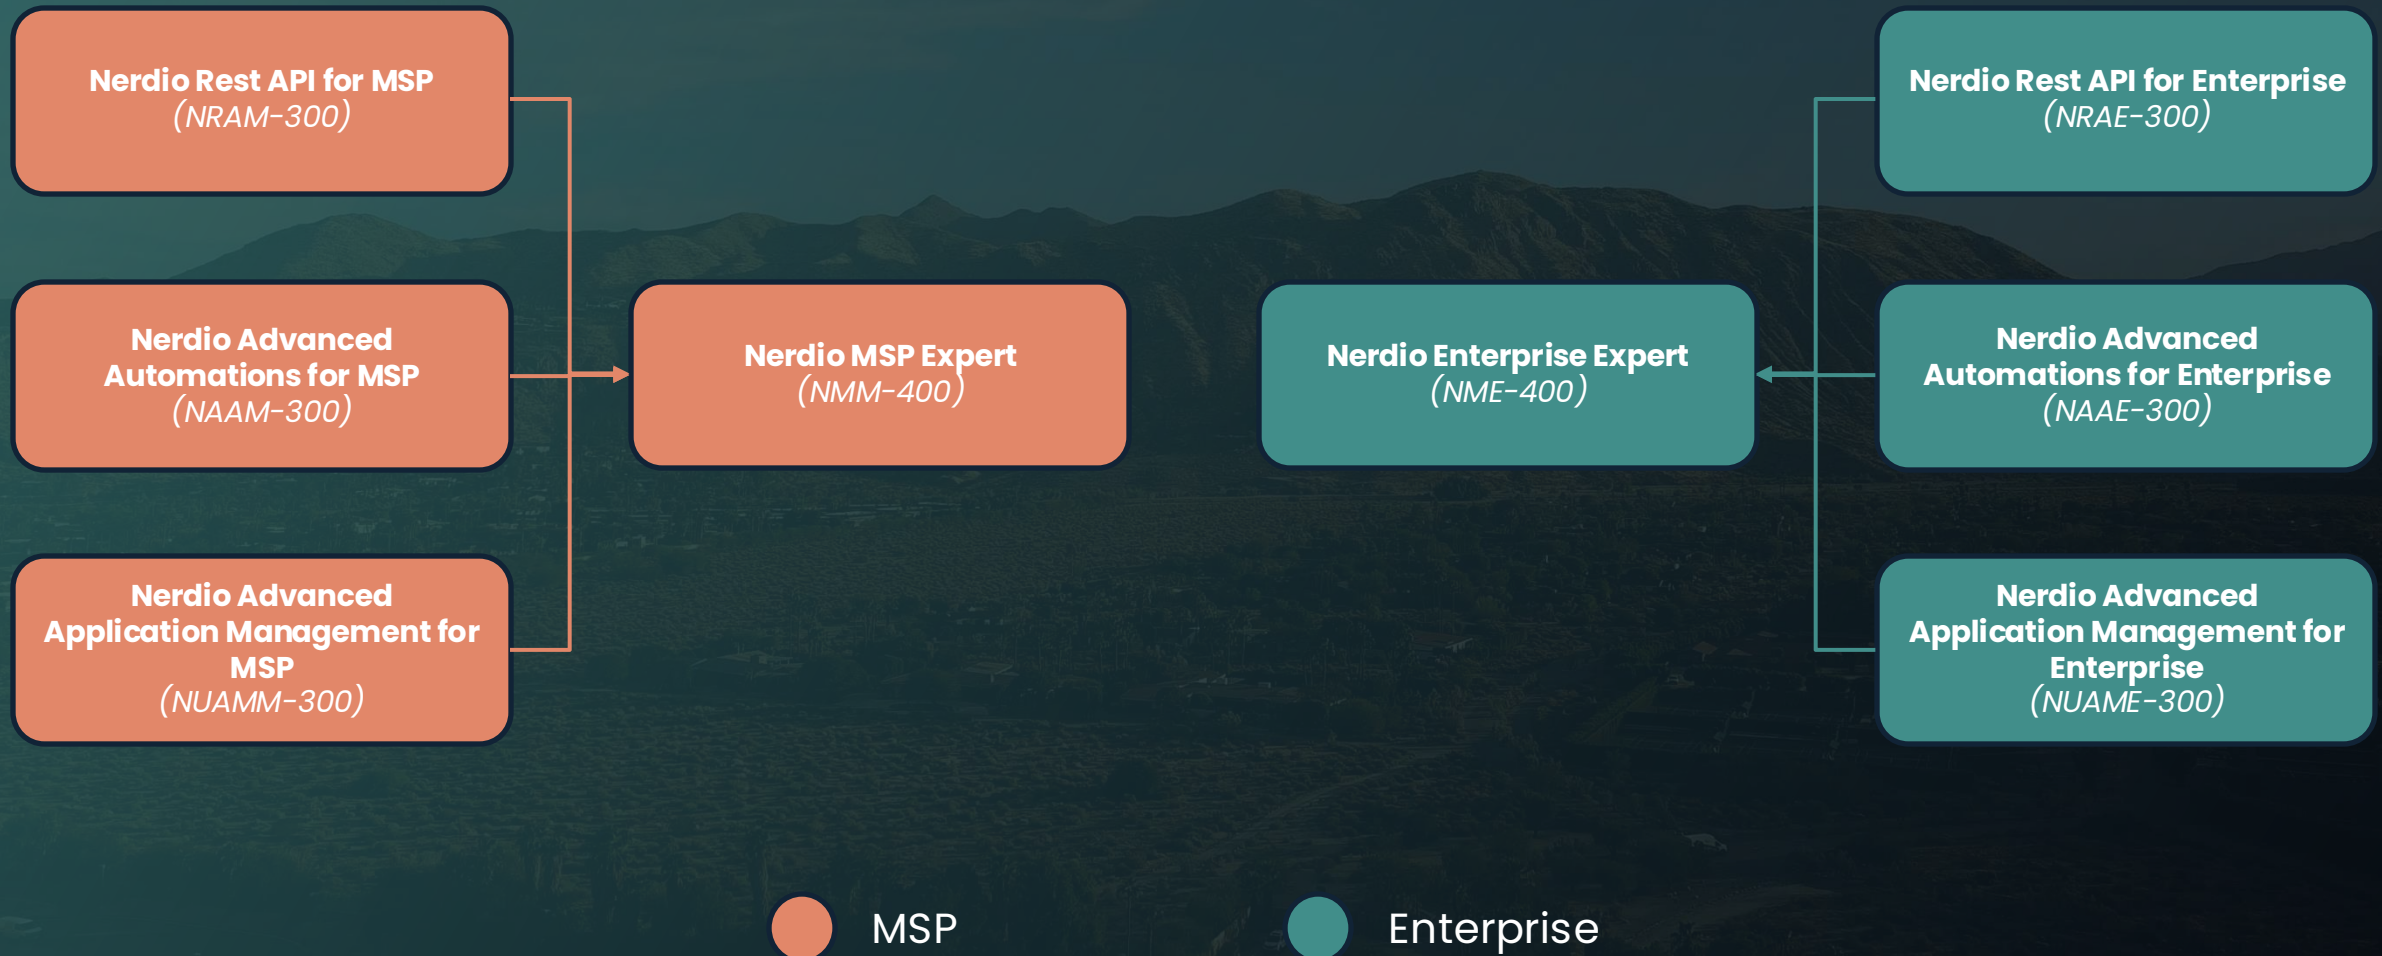 Nerdio Rest API for MSP
(NRAM-300)
Nerdio Advanced
Automations for MSP
(NAAM-300)
Nerdio Advanced
Application Management for
MSP
(NUAMM-300)
Nerdio MSP Expert
(NMM-400)
Nerdio Enterprise Expert
(NME-400)
Nerdio Rest API for Enterprise
(NRAE-300)
Nerdio Advanced
Automations for Enterprise
(NAAE-300)
Nerdio Advanced
Application Management for
Enterprise
(NUAME-300)
MSP
Enterprise